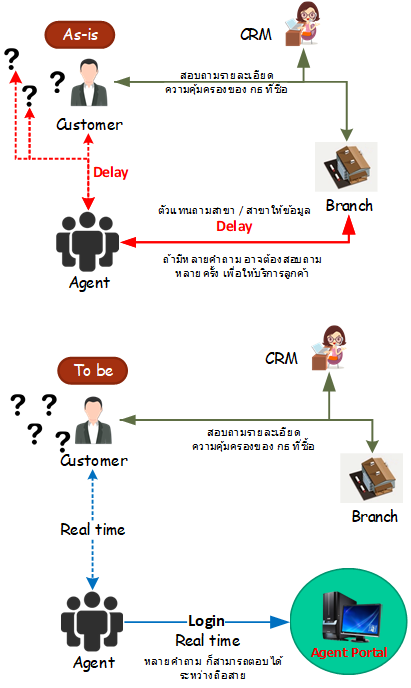 As-is
CRM
?
?
?
สอบถามรายละเอียด
ความคุ้มครองของ กธ ที่ซื้อ
Customer
Delay
Branch
ตัวแทนถามสาขา / สาขาให้ข้อมูล
Delay
Agent
ถ้ามีหลายคำถาม อาจต้องสอบถาม
หลายครั้ง เพื่อให้บริการลูกค้า
To be
CRM
? ?
? ?
สอบถามรายละเอียด
ความคุ้มครองของ กธ ที่ซื้อ
Customer
Branch
Real time
Login
Real time
Agent Portal
Agent
หลายคำถาม ก็สามารถตอบได้
ระหว่างถือสาย